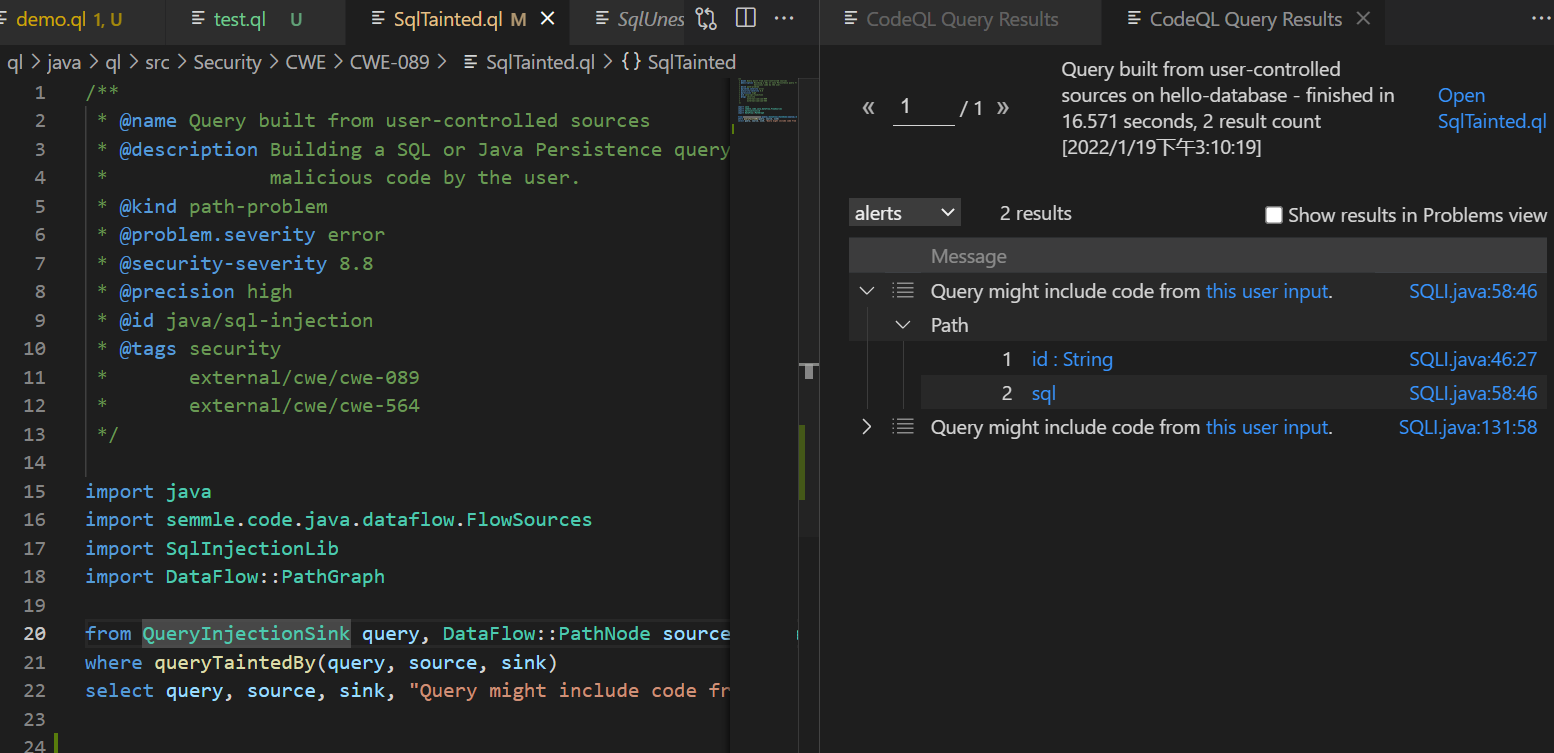 demo.ql 1, U
test.ql U
SqlTainted.ql M
SqlUnes
CodeQL Query Results
CodeQL Query Results
ql > java > ql > src > Security > CWE > CWE-089 > SqlTainted.ql > {} SqlTainted
1 /**
2 * @name Query built from user-controlled sources
3 * @description Building a SQL or Java Persistence query
4 * malicious code by the user.
5 * @kind path-problem
6 * @problem.severity error
7 * @security-severity 8.8
8 * @precision high
9 * @id java/sql-injection
10 * @tags security
11 * external/cwe/cwe-089
12 * external/cwe/cwe-564
13 */
14
15 import java
16 import semmle.code.java.dataflow.FlowSources
17 import SqlInjectionLib
18 import DataFlow::PathGraph
19
20 from QueryInjectionSink query, DataFlow::PathNode source
21 where queryTaintedBy(query, source, sink)
22 select query, source, sink, "Query might include code fr
23
24
« 1 / 1 »
Query built from user-controlled
sources on hello-database - finished in
16.571 seconds, 2 result count
[2022/1/19下午3:10:19]
Open
SqlTainted.ql
alerts
2 results
Show results in Problems view
Message
Query might include code from this user input. SQLI.java:58:46
Path
1 id : String SQLI.java:46:27
2 sql SQLI.java:58:46
Query might include code from this user input. SQLI.java:131:58